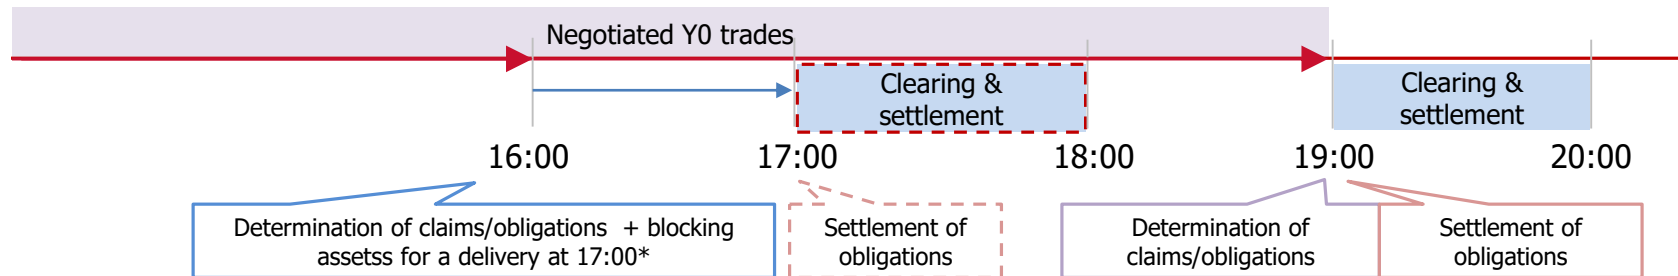 Negotiated Y0 trades
Clearing &
settlement
Clearing &
settlement
16:00
17:00
18:00
19:00
20:00
Determination of claims/obligations + blocking
assetss for a delivery at 17:00*
Settlement of
obligations
Determination of
claims/obligations
Settlement of
obligations